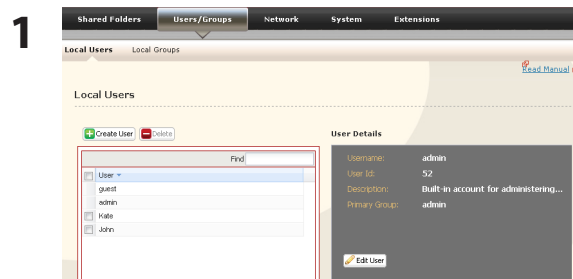 1
Shared Folders Users/Groups Network System Extensions
Local Users Local Groups
Read Manual
Local Users
Create User Delete
User Details
Find
User
guest
admin
Kate
John
Username: admin
User Id: 52
Description: Built-in account for administering...
Primary Group: admin
Edit User